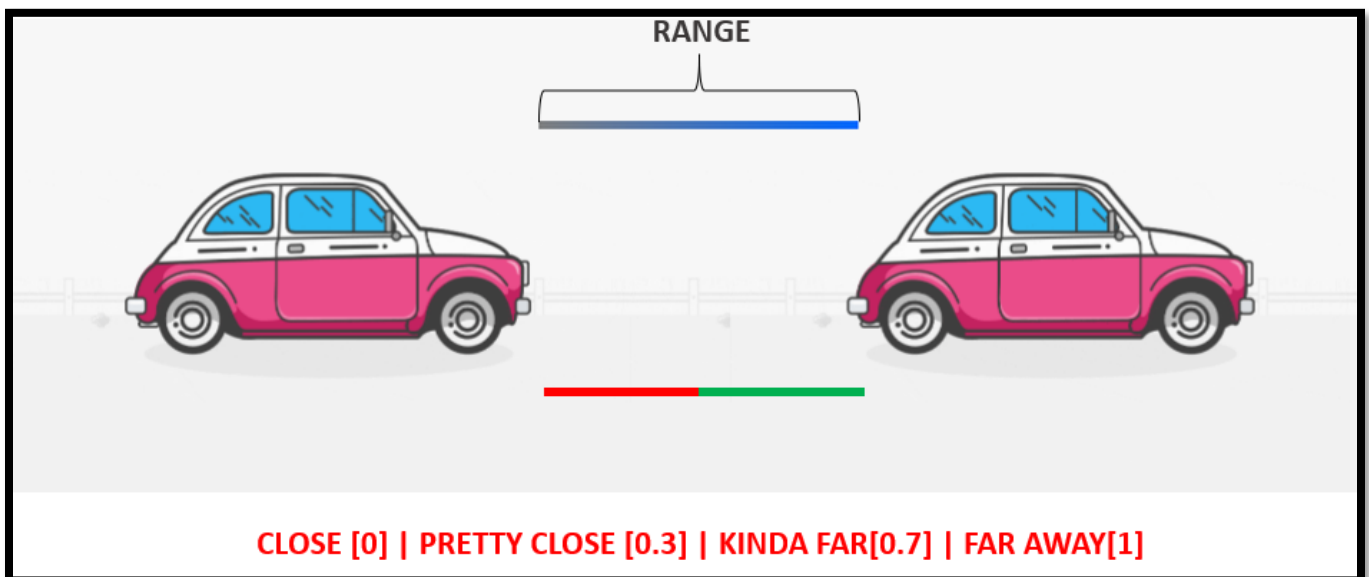 RANGE
CLOSE [0] | PRETTY CLOSE [0.3] | KINDA FAR[0.7] | FAR AWAY[1]